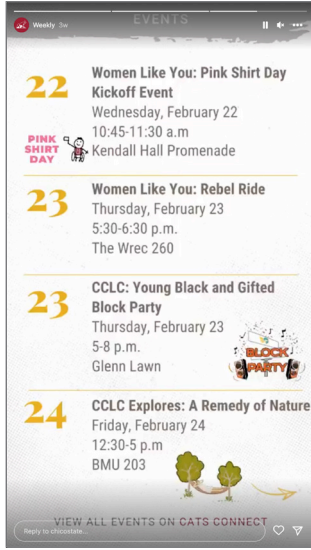 EVENTS
Weekly 3w
22
Women Like You: Pink Shirt Day
Kickoff Event
Wednesday, February 22
10:45-11:30 a.m
Kendall Hall Promenade
PINK
SHIRT
DAY
23
Women Like You: Rebel Ride
Thursday, February 23
5:30-6:30 p.m.
The Wrec 260
23
CCLC: Young Black and Gifted
Block Party
Thursday, February 23
5-8 p.m.
Glenn Lawn
BLOCK
PARTY
24
CCLC Explores: A Remedy of Nature
Friday, February 24
12:30-5 p.m
BMU 203
VIEW ALL EVENTS ON CATS CONNECT
Reply to chicostate...